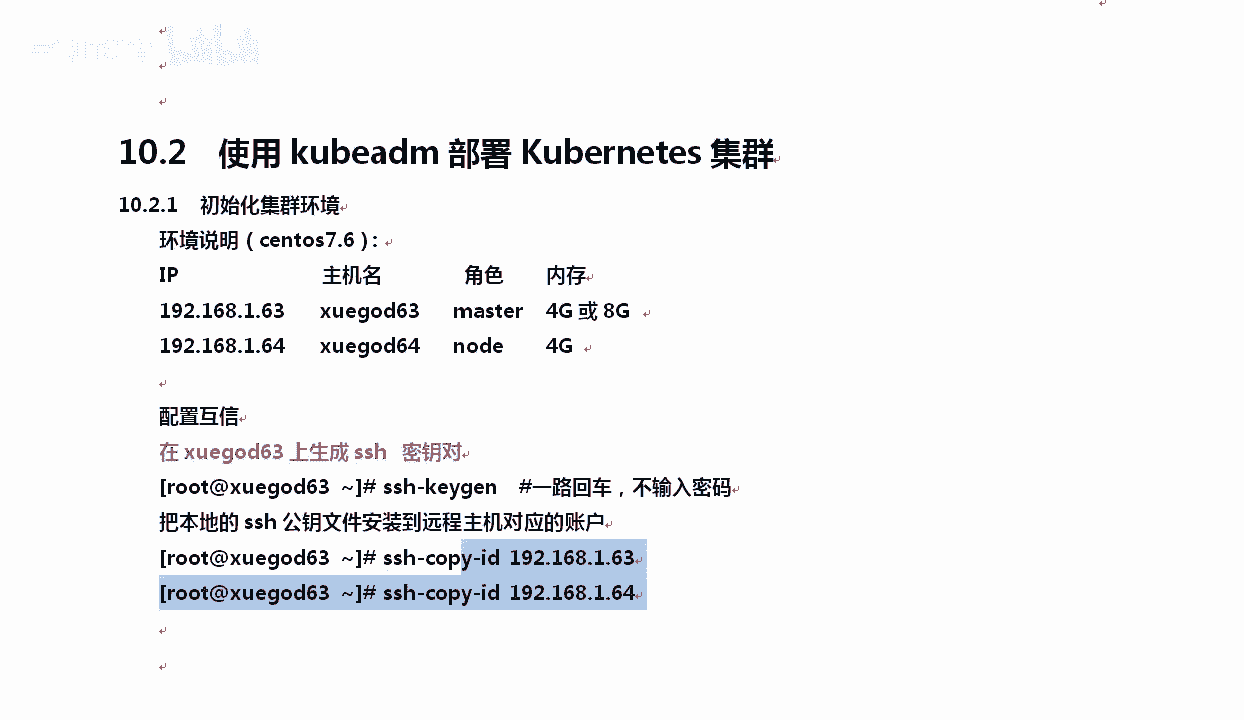 10.2 使用 kubeadm 部署 Kubernetes 集群
10.2.1 初始化集群环境
环境说明（centos7.6）：
IP 主机名 角色 内存
192.168.1.63 xuegod63 master 4G 或 8G
192.168.1.64 xuegod64 node 4G
配置互信
在 xuegod63 上生成 ssh 密钥对
[root@xuegod63 ~]# ssh-keygen #一路回车，不输入密码
把本地的 ssh 公钥文件安装到远程主机对应的账户
[root@xuegod63 ~]# ssh-copy-id 192.168.1.63
[root@xuegod63 ~]# ssh-copy-id 192.168.1.64